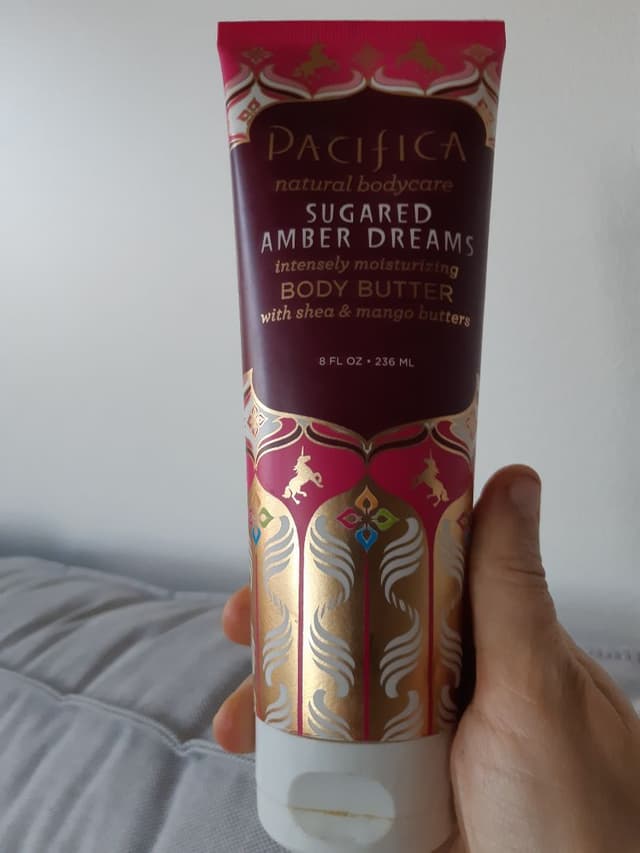 PACIFICA
natural bodycare
SUGARED
AMBER DREAMS
intensely moisturizing
BODY BUTTER
with shea & mango butters
8 FL OZ • 236 ML